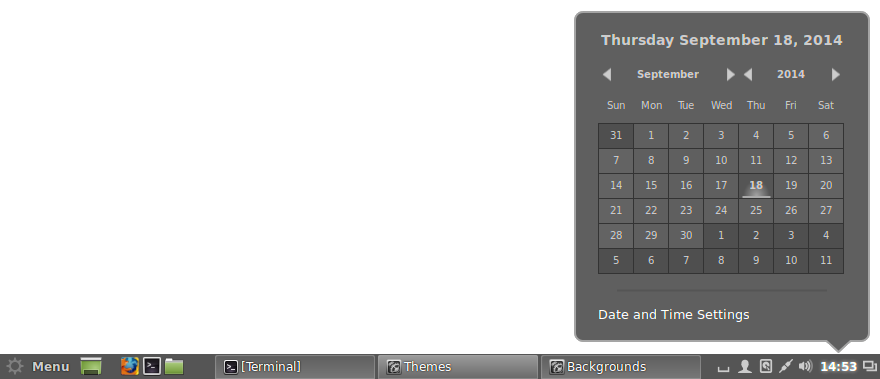 Thursday September 18, 2014
September 2014
Sun Mon Tue Wed Thu Fri Sat
31 1 2 3 4 5 6
7 8 9 10 11 12 13
14 15 16 17 18 19 20
21 22 23 24 25 26 27
28 29 30 1 2 3 4
5 6 7 8 9 10 11
Date and Time Settings
Menu [Terminal] Themes Backgrounds 14:53